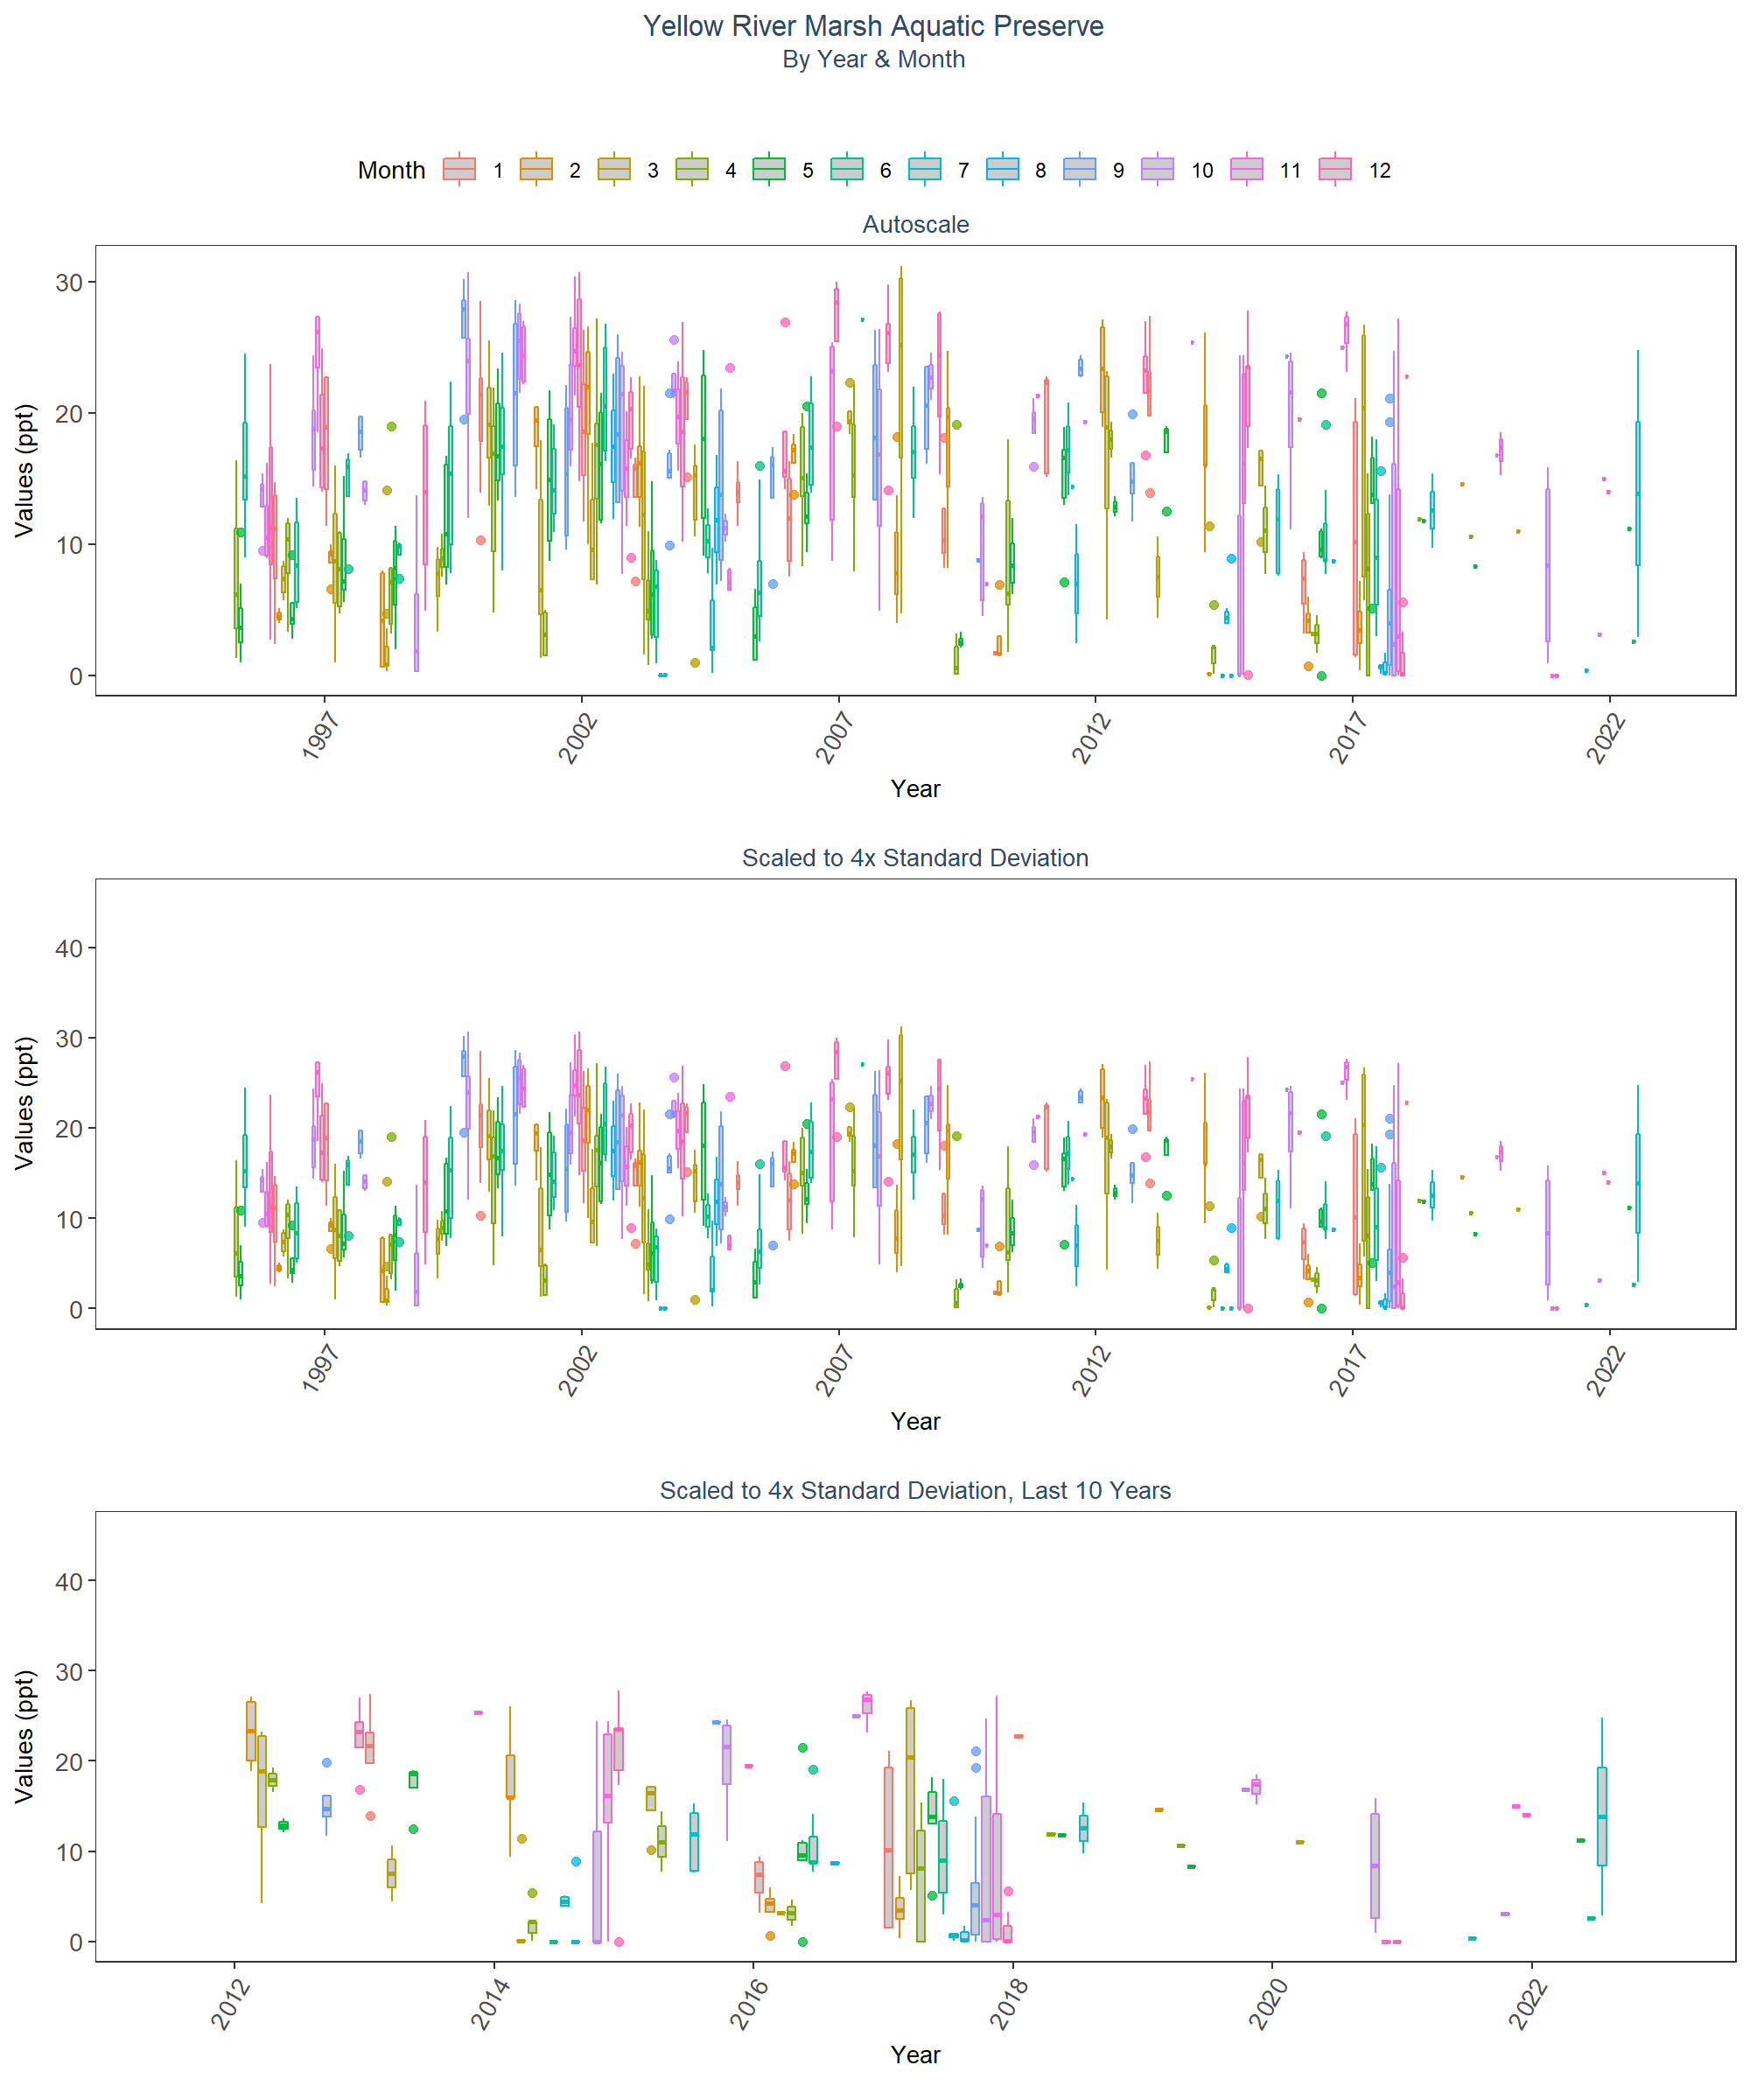 Yellow River Marsh Aquatic Preserve
By Year & Month
Month 1 2 3 4 5 6 7 8 9 10 11 12
Autoscale
Values (ppt)
30
20
10
0
1997 2002 2007 2012 2017 2022
Year
Scaled to 4x Standard Deviation
Values (ppt)
40
30
20
10
0
1997 2002 2007 2012 2017 2022
Year
Scaled to 4x Standard Deviation, Last 10 Years
Values (ppt)
40
30
20
10
0
2012 2014 2016 2018 2020 2022
Year